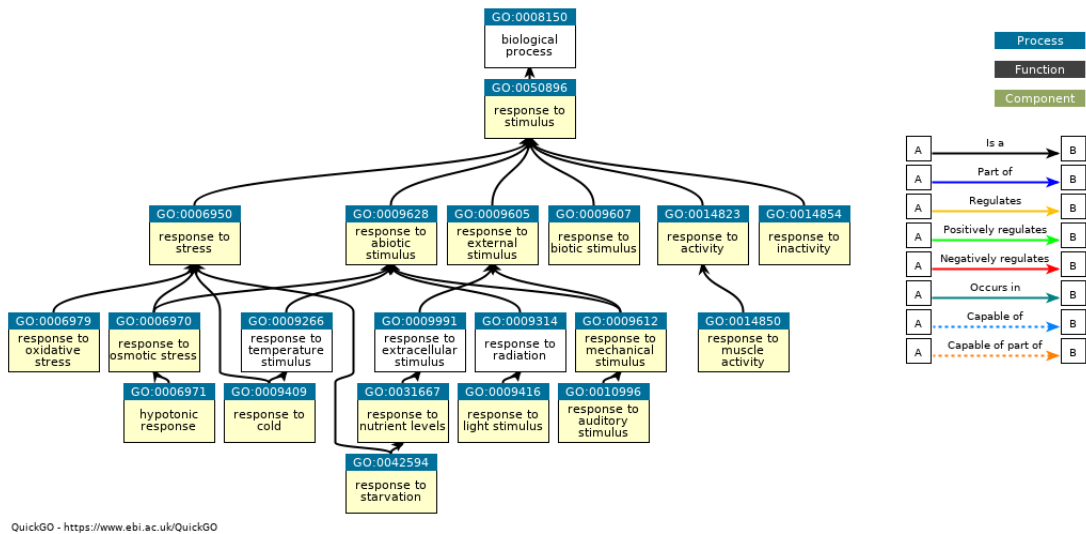 GO:0008150
biological
process
GO:0050896
response to
stimulus
Process
Function
Component
A Is a B
A Part of B
A Regulates B
A Positively regulates B
A Negatively regulates B
A Occurs in B
A Capable of B
A Capable of part of B
GO:0006950
response to
stress
GO:0009628
response to
abiotic
stimulus
GO:0009605
response to
external
stimulus
GO:0009607
response to
biotic stimulus
GO:0014823
response to
activity
GO:0014854
response to
inactivity
GO:0006979
response to
oxidative
stress
GO:0006970
response to
osmotic stress
GO:0009266
response to
temperature
stimulus
GO:0009991
response to
extracellular
stimulus
GO:0009314
response to
radiation
GO:0009612
response to
mechanical
stimulus
GO:0014850
response to
muscle
activity
GO:0006971
hypotonic
response
GO:0009409
response to
cold
GO:0031667
response to
nutrient levels
GO:0009416
response to
light stimulus
GO:0010996
response to
auditory
stimulus
GO:0042594
response to
starvation
QuickGO - https://www.ebi.ac.uk/QuickGO